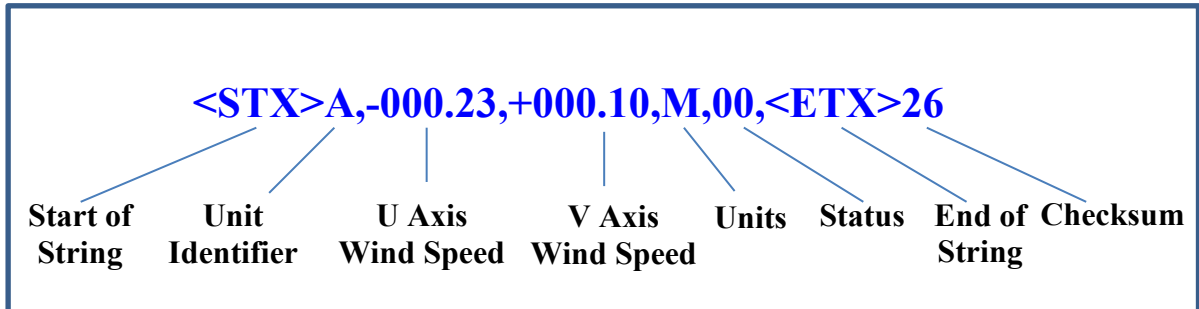 <STX>A,-000.23,+000.10,M,00,<ETX>26
Start of String
Unit Identifier
U Axis Wind Speed
V Axis Wind Speed
Units
Status
End of String
Checksum